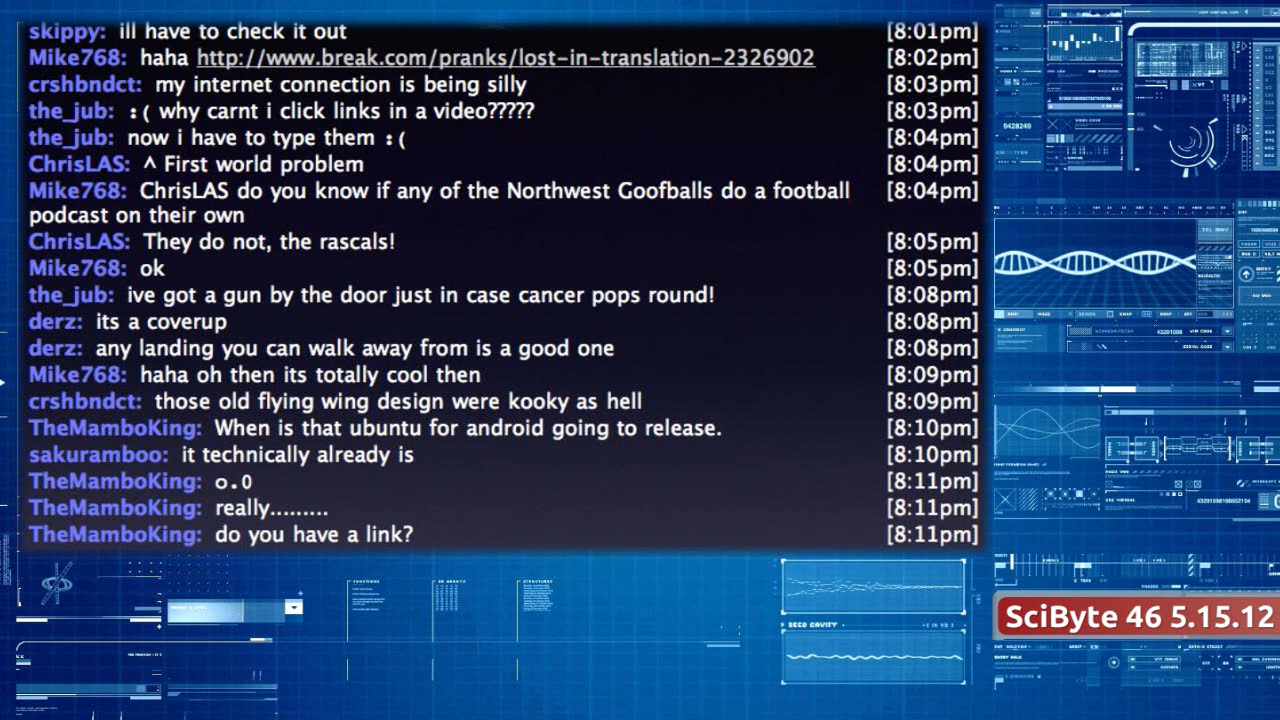 skippy: ill have to check it out [8:01pm]
Mike768: haha http://www.break.com/pranks/lost-in-translation-2326902 [8:02pm]
crshbndct: my internet connection is being silly [8:03pm]
the_jub: :( why carnt i click links in a video????? [8:03pm]
the_jub: now i have to type them :( [8:04pm]
ChrisLAS: ^ First world problem [8:04pm]
Mike768: ChrisLAS do you know if any of the Northwest Goofballs do a football [8:04pm]
podcast on their own
ChrisLAS: They do not, the rascals! [8:05pm]
Mike768: ok [8:05pm]
the_jub: ive got a gun by the door just in case cancer pops round! [8:08pm]
derz: its a coverup [8:08pm]
derz: any landing you can walk away from is a good one [8:08pm]
Mike768: haha oh then its totally cool then [8:09pm]
crshbndct: those old flying wing design were kooky as hell [8:09pm]
TheMamboKing: When is that ubuntu for android going to release. [8:10pm]
sakuramboo: it technically already is [8:10pm]
TheMamboKing: o.0 [8:11pm]
TheMamboKing: really......... [8:11pm]
TheMamboKing: do you have a link? [8:11pm]
9428249
SciByte 46 5.15.12